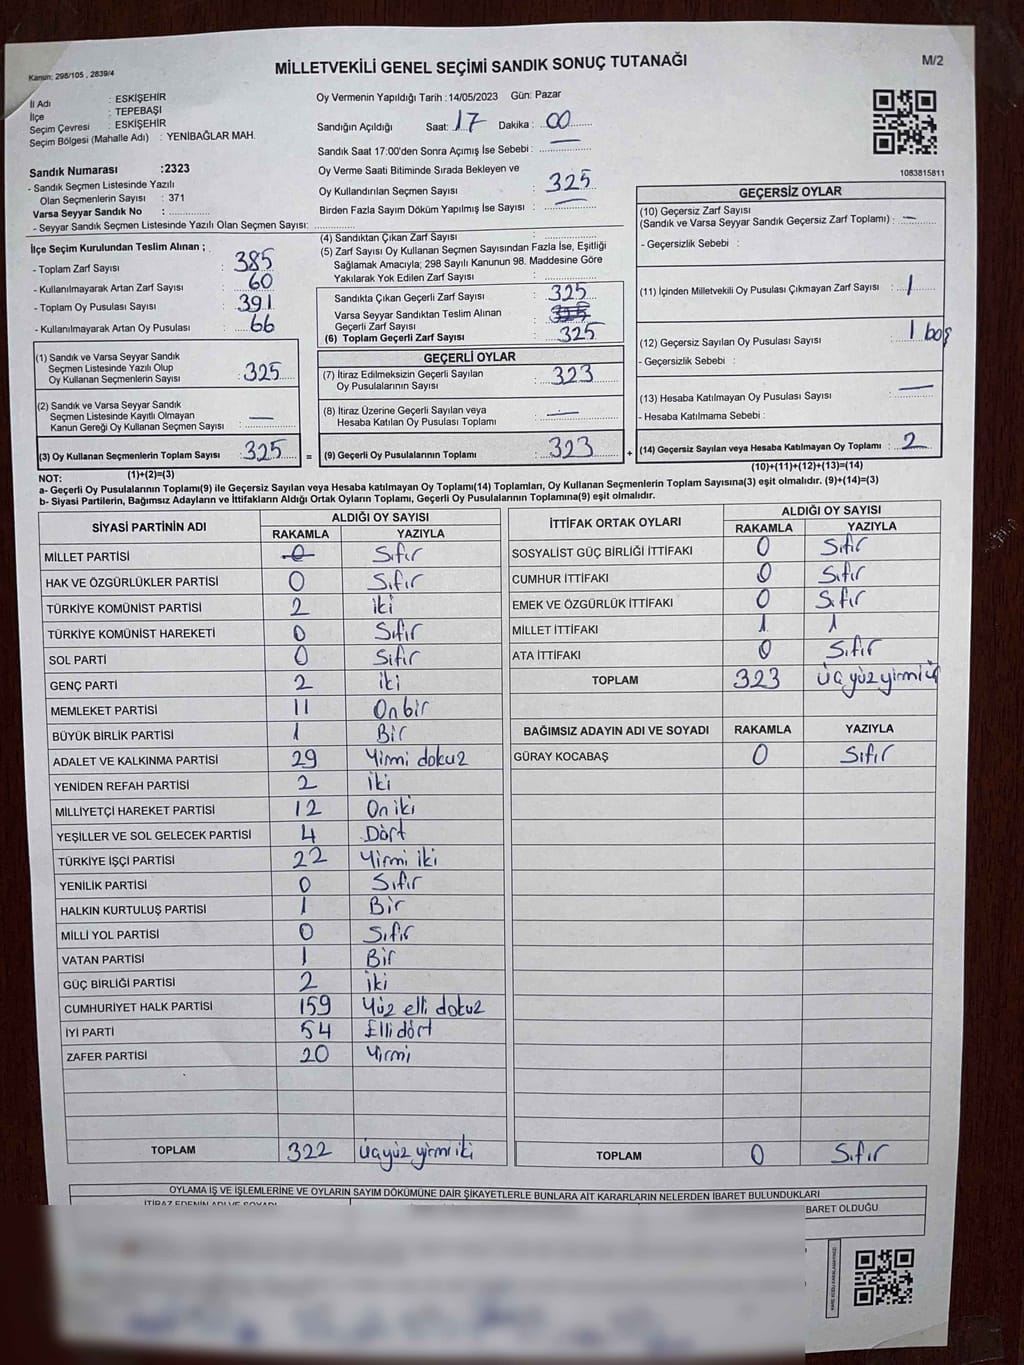 Kanun: 298/105 , 2839/4
MİLLETVEKİLİ GENEL SEÇİMİ SANDIK SONUÇ TUTANAĞI
M/2
İl Adı : ESKİŞEHİR
İlçe : TEPEBAŞI
Seçim Çevresi : ESKİŞEHİR
Seçim Bölgesi (Mahalle Adı) : YENİBAĞLAR MAH.
Sandık Numarası :2323
- Sandık Seçmen Listesinde Yazılı
Olan Seçmenlerin Sayısı : 371
Varsa Seyyar Sandık No :
- Seyyar Sandık Seçmen Listesinde Yazılı Olan Seçmen Sayısı:
Oy Vermenin Yapıldığı Tarih :14/05/2023 Gün: Pazar
Sandığın Açıldığı Saat: 17 Dakika : 00
Sandık Saat 17:00'den Sonra Açımış İse Sebebi : —
Oy Verme Saati Bitiminde Sırada Bekleyen ve
Oy Kullandırılan Seçmen Sayısı : 325
Birden Fazla Sayım Döküm Yapılmış İse Sayısı : —
1083815811
İlçe Seçim Kurulundan Teslim Alınan ;
- Toplam Zarf Sayısı : 385
- Kullanılmayarak Artan Zarf Sayısı : 60
- Toplam Oy Pusulası Sayısı : 391
- Kullanılmayarak Artan Oy Pusulası : 66
(4) Sandıktan Çıkan Zarf Sayısı :
(5) Zarf Sayısı Oy Kullanan Seçmen Sayısından Fazla İse, Eşitliği
Sağlamak Amacıyla; 298 Sayılı Kanunun 98. Maddesine Göre
Yakılarak Yok Edilen Zarf Sayısı :
Sandıkta Çıkan Geçerli Zarf Sayısı : 325
Varsa Seyyar Sandıktan Teslim Alınan
Geçerli Zarf Sayısı :
(6) Toplam Geçerli Zarf Sayısı : 325
GEÇERSİZ OYLAR
(10) Geçersiz Zarf Sayısı
(Sandık ve Varsa Seyyar Sandık Geçersiz Zarf Toplamı) : —
- Geçersizlik Sebebi :
(11) İçinden Milletvekili Oy Pusulası Çıkmayan Zarf Sayısı : 1
(12) Geçersiz Sayılan Oy Pusulası Sayısı : 1 boş
- Geçersizlik Sebebi :
(13) Hesaba Katılmayan Oy Pusulası Sayısı : —
- Hesaba Katılmama Sebebi :
(14) Geçersiz Sayılan veya Hesaba Katılmayan Oy Toplamı : 2
(10)+(11)+(12)+(13)=(14)
(1) Sandık ve Varsa Seyyar Sandık
Seçmen Listesinde Yazılı Olup
Oy Kullanan Seçmenlerin Sayısı : 325
(2) Sandık ve Varsa Seyyar Sandık
Seçmen Listesinde Kayıtlı Olmayan
Kanun Gereği Oy Kullanan Seçmen Sayısı : —
(3) Oy Kullanan Seçmenlerin Toplam Sayısı : 325 =
(1)+(2)=(3)
GEÇERLİ OYLAR
(7) İtiraz Edilmeksizin Geçerli Sayılan
Oy Pusulalarının Sayısı : 323
(8) İtiraz Üzerine Geçerli Sayılan veya
Hesaba Katılan Oy Pusulası Toplamı : —
(9) Geçerli Oy Pusulalarının Toplamı : 323 +
NOT:
a- Geçerli Oy Pusulalarının Toplamı(9) ile Geçersiz Sayılan veya Hesaba katılmayan Oy Toplamı(14) Toplamları, Oy Kullanan Seçmenlerin Toplam Sayısına(3) eşit olmalıdır. (9)+(14)=(3)
b- Siyasi Partilerin, Bağımsız Adayların ve İttifakların Aldığı Ortak Oyların Toplamı, Geçerli Oy Pusulalarının Toplamına(9) eşit olmalıdır.
SİYASİ PARTİNİN ADI ALDIĞI OY SAYISI
RAKAMLA YAZIYLA
MİLLET PARTİSİ 0 Sıfır
HAK VE ÖZGÜRLÜKLER PARTİSİ 0 Sıfır
TÜRKİYE KOMÜNİST PARTİSİ 2 iki
TÜRKİYE KOMÜNİST HAREKETİ 0 Sıfır
SOL PARTİ 0 Sıfır
GENÇ PARTİ 2 iki
MEMLEKET PARTİSİ 11 Onbir
BÜYÜK BİRLİK PARTİSİ 1 Bir
ADALET VE KALKINMA PARTİSİ 29 Yirmi dokuz
YENİDEN REFAH PARTİSİ 2 iki
MİLLİYETÇİ HAREKET PARTİSİ 12 On iki
YEŞİLLER VE SOL GELECEK PARTİSİ 4 Dört
TÜRKİYE İŞÇİ PARTİSİ 22 Yirmi iki
YENİLİK PARTİSİ 0 Sıfır
HALKIN KURTULUŞ PARTİSİ 1 Bir
MİLLİ YOL PARTİSİ 0 Sıfır
VATAN PARTİSİ 1 Bir
GÜÇ BİRLİĞİ PARTİSİ 2 iki
CUMHURİYET HALK PARTİSİ 159 Yüz elli dokuz
İYİ PARTİ 54 Elli dört
ZAFER PARTİSİ 20 Yirmi
TOPLAM 322 üçyüz yirmi iki
İTTİFAK ORTAK OYLARI ALDIĞI OY SAYISI
RAKAMLA YAZIYLA
SOSYALİST GÜÇ BİRLİĞİ İTTİFAKI 0 Sıfır
CUMHUR İTTİFAKI 0 Sıfır
EMEK VE ÖZGÜRLÜK İTTİFAKI 0 Sıfır
MİLLET İTTİFAKI 1 1
ATA İTTİFAKI 0 Sıfır
TOPLAM 323 üç yüz yirmi üç
BAĞIMSIZ ADAYIN ADI VE SOYADI RAKAMLA YAZIYLA
GÜRAY KOCABAŞ 0 Sıfır
TOPLAM 0 Sıfır
OYLAMA İŞ VE İŞLEMLERİNE VE OYLARIN SAYIM DÖKÜMÜNE DAİR ŞİKAYETLERLE BUNLARA AİT KARARLARIN NELERDEN İBARET BULUNDUKLARI
İTİRAZ EDENİN ADI VE SOYADI
BARET OLDUĞU